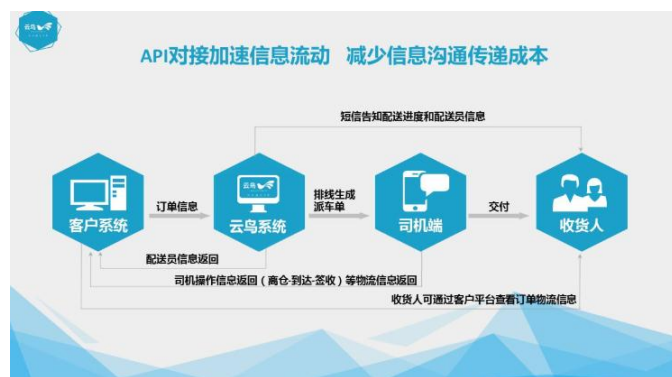 云鸟
API对接加速信息流动 减少信息沟通传递成本
短信告知配送进度和配送员信息
云鸟
客户系统
订单信息
云鸟系统
排线生成
派车单
司机端
交付
收货人
配送员信息返回
司机操作信息返回（离仓-到达-签收）等物流信息返回
收货人可通过客户平台查看订单物流信息